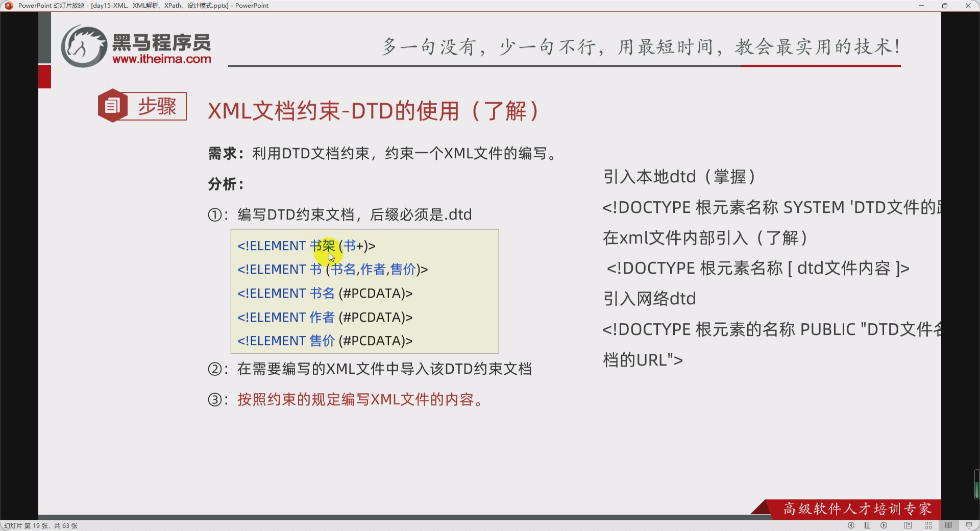 PowerPoint 幻灯片放映 - [day15-XML、XML解析、XPath、设计模式.pptx] - PowerPoint
黑马程序员
www.itheima.com
多一句没有，少一句不行，用最短时间，教会最实用的技术！
步骤
XML文档约束-DTD的使用（了解）
需求：利用DTD文档约束，约束一个XML文件的编写。
分析：
①：编写DTD约束文档，后缀必须是.dtd
<!ELEMENT 书架 (书+)>
<!ELEMENT 书 (书名,作者,售价)>
<!ELEMENT 书名 (#PCDATA)>
<!ELEMENT 作者 (#PCDATA)>
<!ELEMENT 售价 (#PCDATA)>
②：在需要编写的XML文件中导入该DTD约束文档
③：按照约束的规定编写XML文件的内容。
引入本地dtd（掌握）
<!DOCTYPE 根元素名称 SYSTEM 'DTD文件的
在xml文件内部引入（了解）
<!DOCTYPE 根元素名称 [ dtd文件内容 ]>
引入网络dtd
<!DOCTYPE 根元素的名称 PUBLIC "DTD文件
档的URL">
高级软件人才培训专家
幻灯片 第 19 张，共 63 张